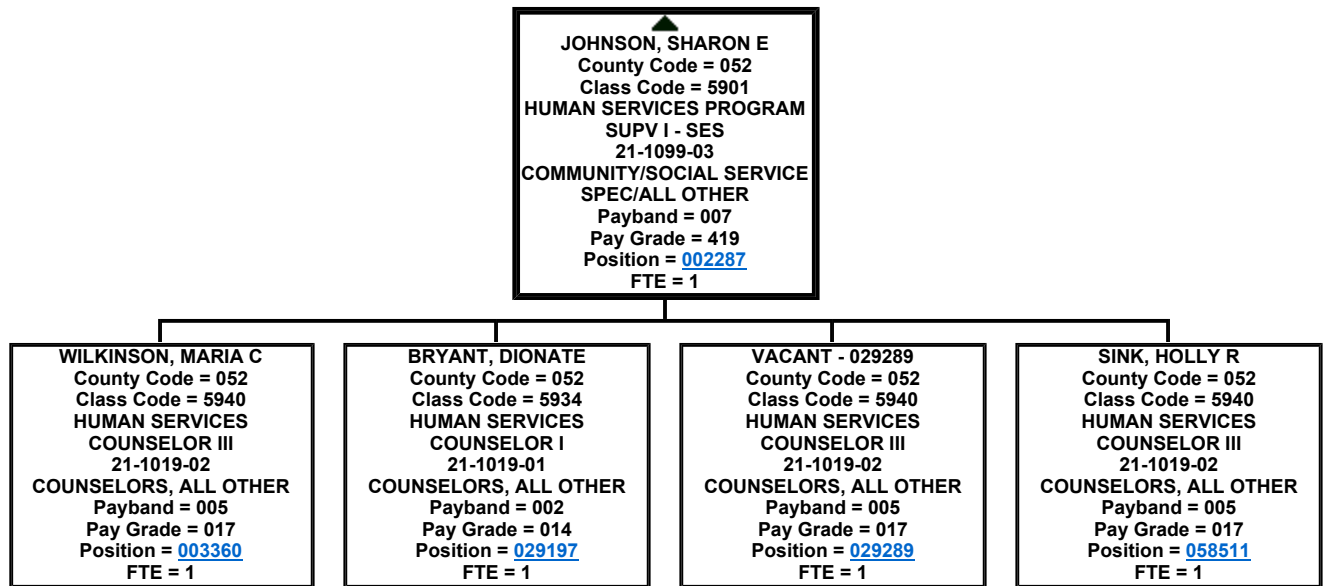 JOHNSON, SHARON E
County Code = 052
Class Code = 5901
HUMAN SERVICES PROGRAM
SUPV I - SES
21-1099-03
COMMUNITY/SOCIAL SERVICE
SPEC/ALL OTHER
Payband = 007
Pay Grade = 419
Position = 002287
FTE = 1
WILKINSON, MARIA C
County Code = 052
Class Code = 5940
HUMAN SERVICES
COUNSELOR III
21-1019-02
COUNSELORS, ALL OTHER
Payband = 005
Pay Grade = 017
Position = 003360
FTE = 1
BRYANT, DIONATE
County Code = 052
Class Code = 5934
HUMAN SERVICES
COUNSELOR I
21-1019-01
COUNSELORS, ALL OTHER
Payband = 002
Pay Grade = 014
Position = 029197
FTE = 1
VACANT - 029289
County Code = 052
Class Code = 5940
HUMAN SERVICES
COUNSELOR III
21-1019-02
COUNSELORS, ALL OTHER
Payband = 005
Pay Grade = 017
Position = 029289
FTE = 1
SINK, HOLLY R
County Code = 052
Class Code = 5940
HUMAN SERVICES
COUNSELOR III
21-1019-02
COUNSELORS, ALL OTHER
Payband = 005
Pay Grade = 017
Position = 058511
FTE = 1